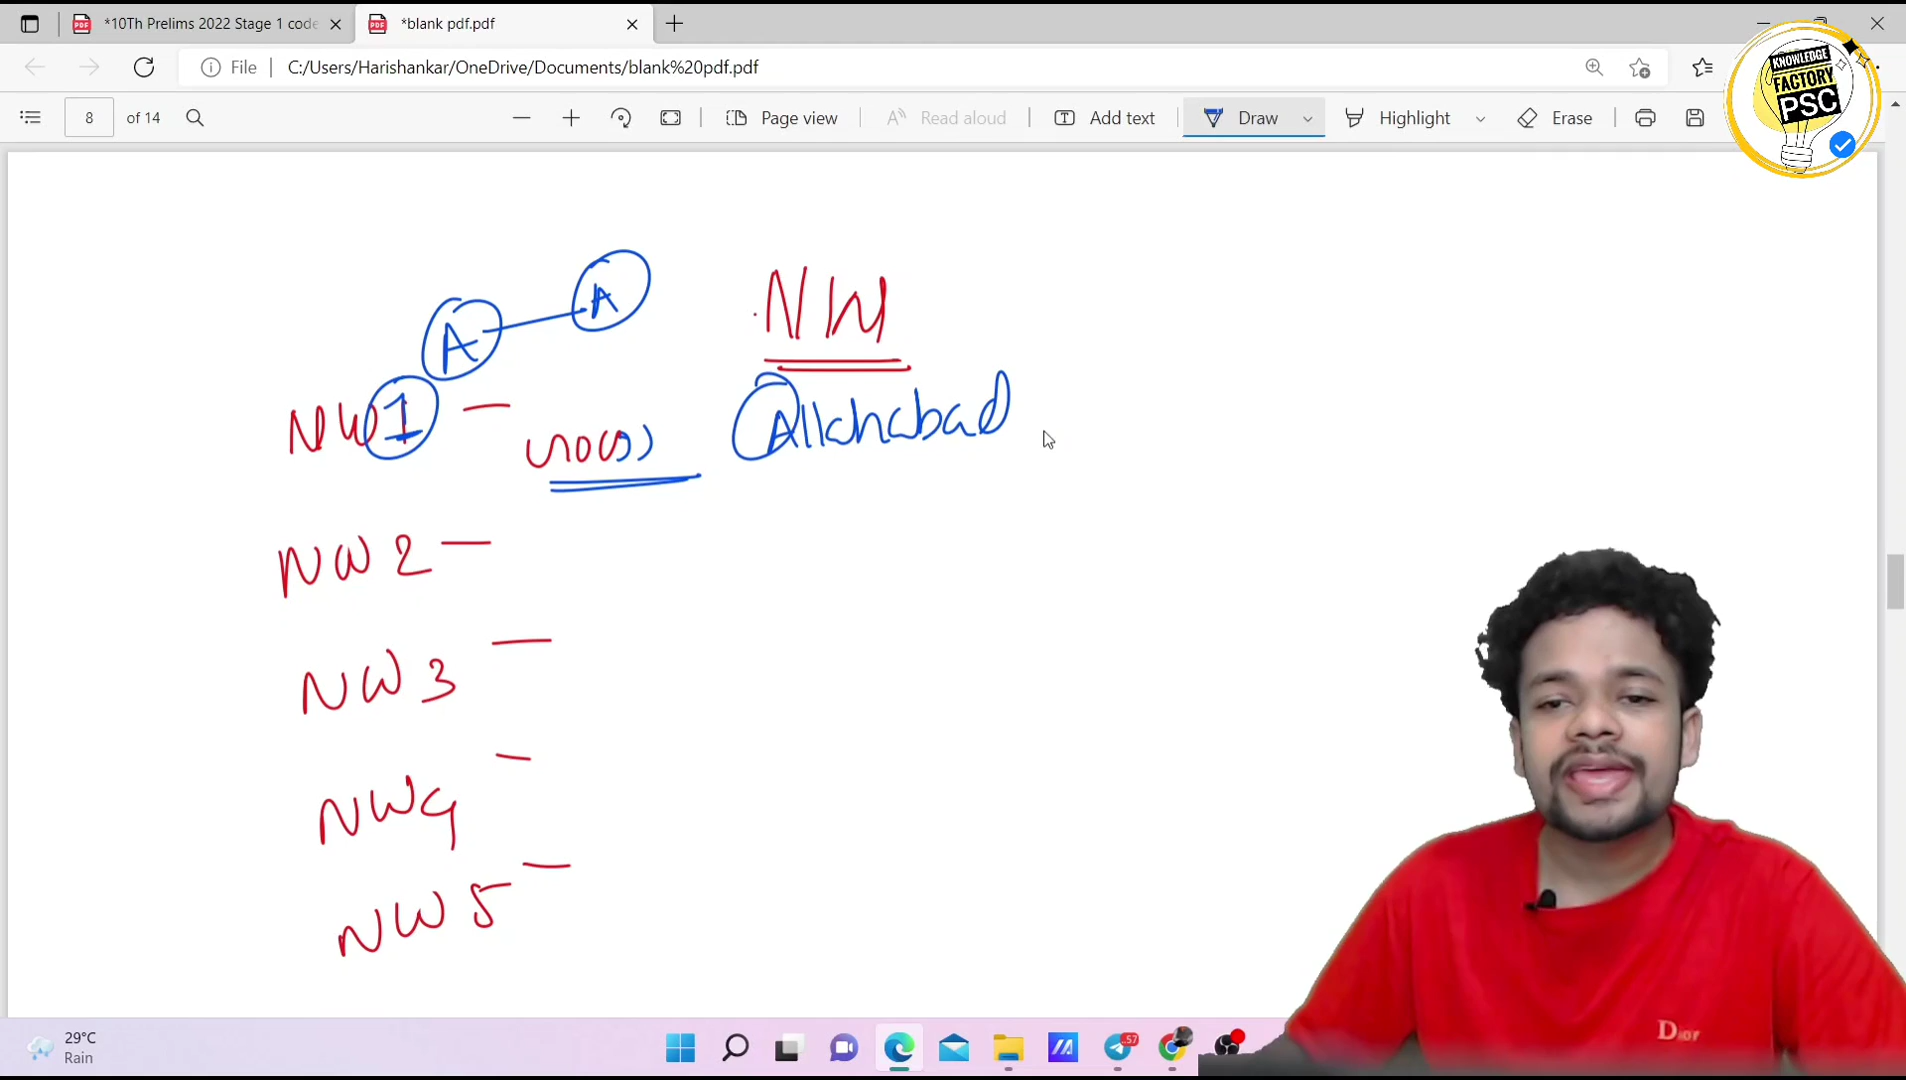 *10Th Prelims 2022 Stage 1 code
*blank pdf.pdf
File
C:/Users/Harishankar/OneDrive/Documents/blank%20pdf.pdf
8 of 14
Page view
Read aloud
Add text
Draw
Highlight
Erase
KNOWLEDGE
FACTORY
PSC
A — A
NW
NW1 –
Allahabad
NW2 –
NW3 –
NW4 –
NW5 –
Dior
29°C
Rain
57